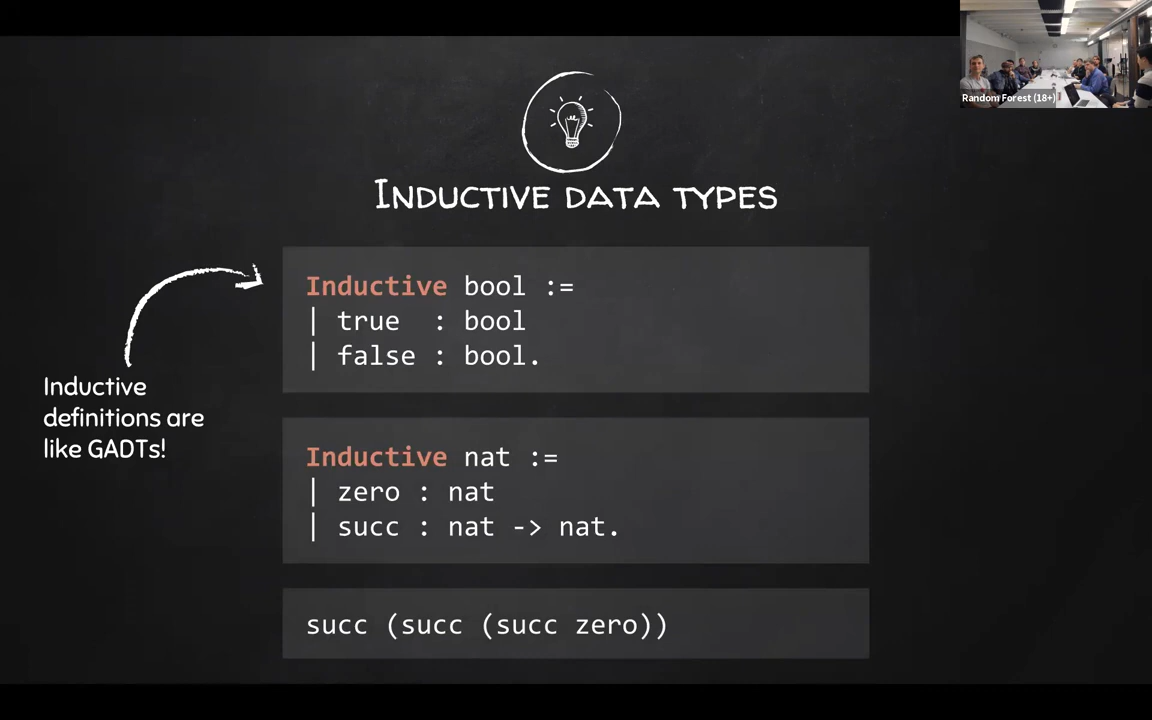 Random Forest (18+)
INDUCTIVE DATA TYPES
Inductive bool :=
| true : bool
| false : bool.
Inductive
definitions are
like GADTs!
Inductive nat :=
| zero : nat
| succ : nat -> nat.
succ (succ (succ zero))